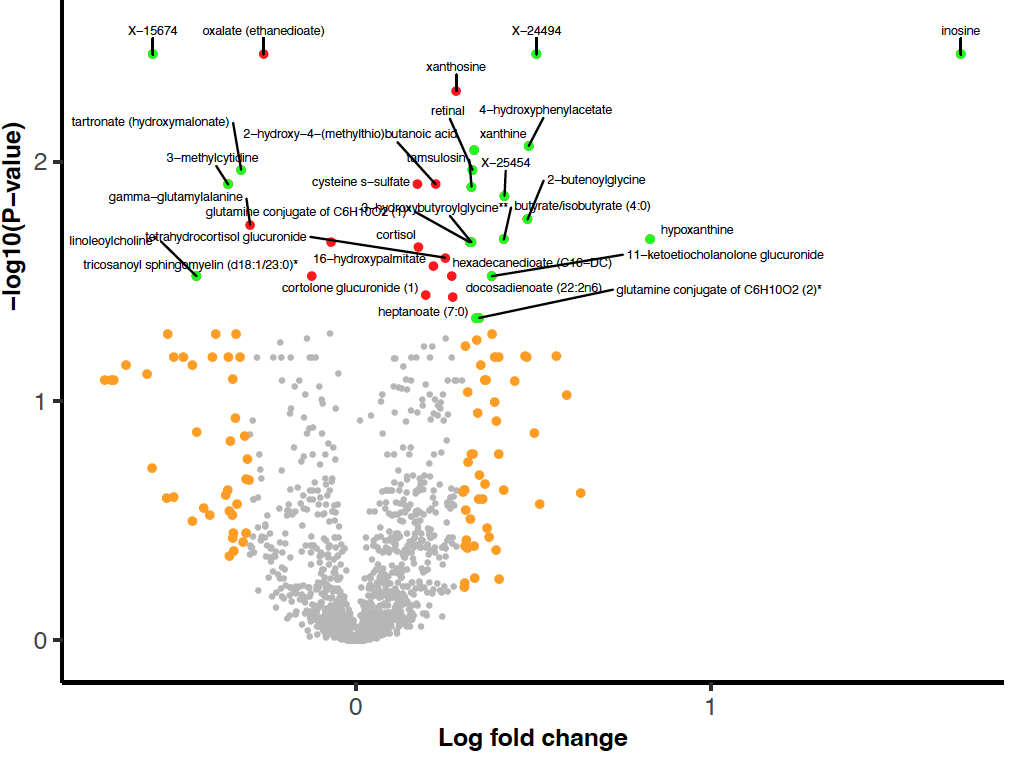 X−15674
oxalate (ethanedioate)
X−24494
inosine
xanthosine
retinal
4−hydroxyphenylacetate
tartronate (hydroxymalonate)
2−hydroxy−4−(methylthio)butanoic acid
xanthine
3−methylcytidine
tamsulosin
X−25454
cysteine s−sulfate
2−butenoylglycine
gamma−glutamylalanine
glutamine conjugate of C6H10O2 (1)*
3−hydroxybutyroylglycine**
butyrate/isobutyrate (4:0)
linoleoylcholine*
tetrahydrocortisol glucuronide
cortisol
hypoxanthine
tricosanoyl sphingomyelin (d18:1/23:0)*
16−hydroxypalmitate
hexadecanedioate (C16−DC)
11−ketoetiocholanolone glucuronide
cortolone glucuronide (1)
docosadienoate (22:2n6)
glutamine conjugate of C6H10O2 (2)*
heptanoate (7:0)
−log10(P−value)
2
1
0
0
1
Log fold change